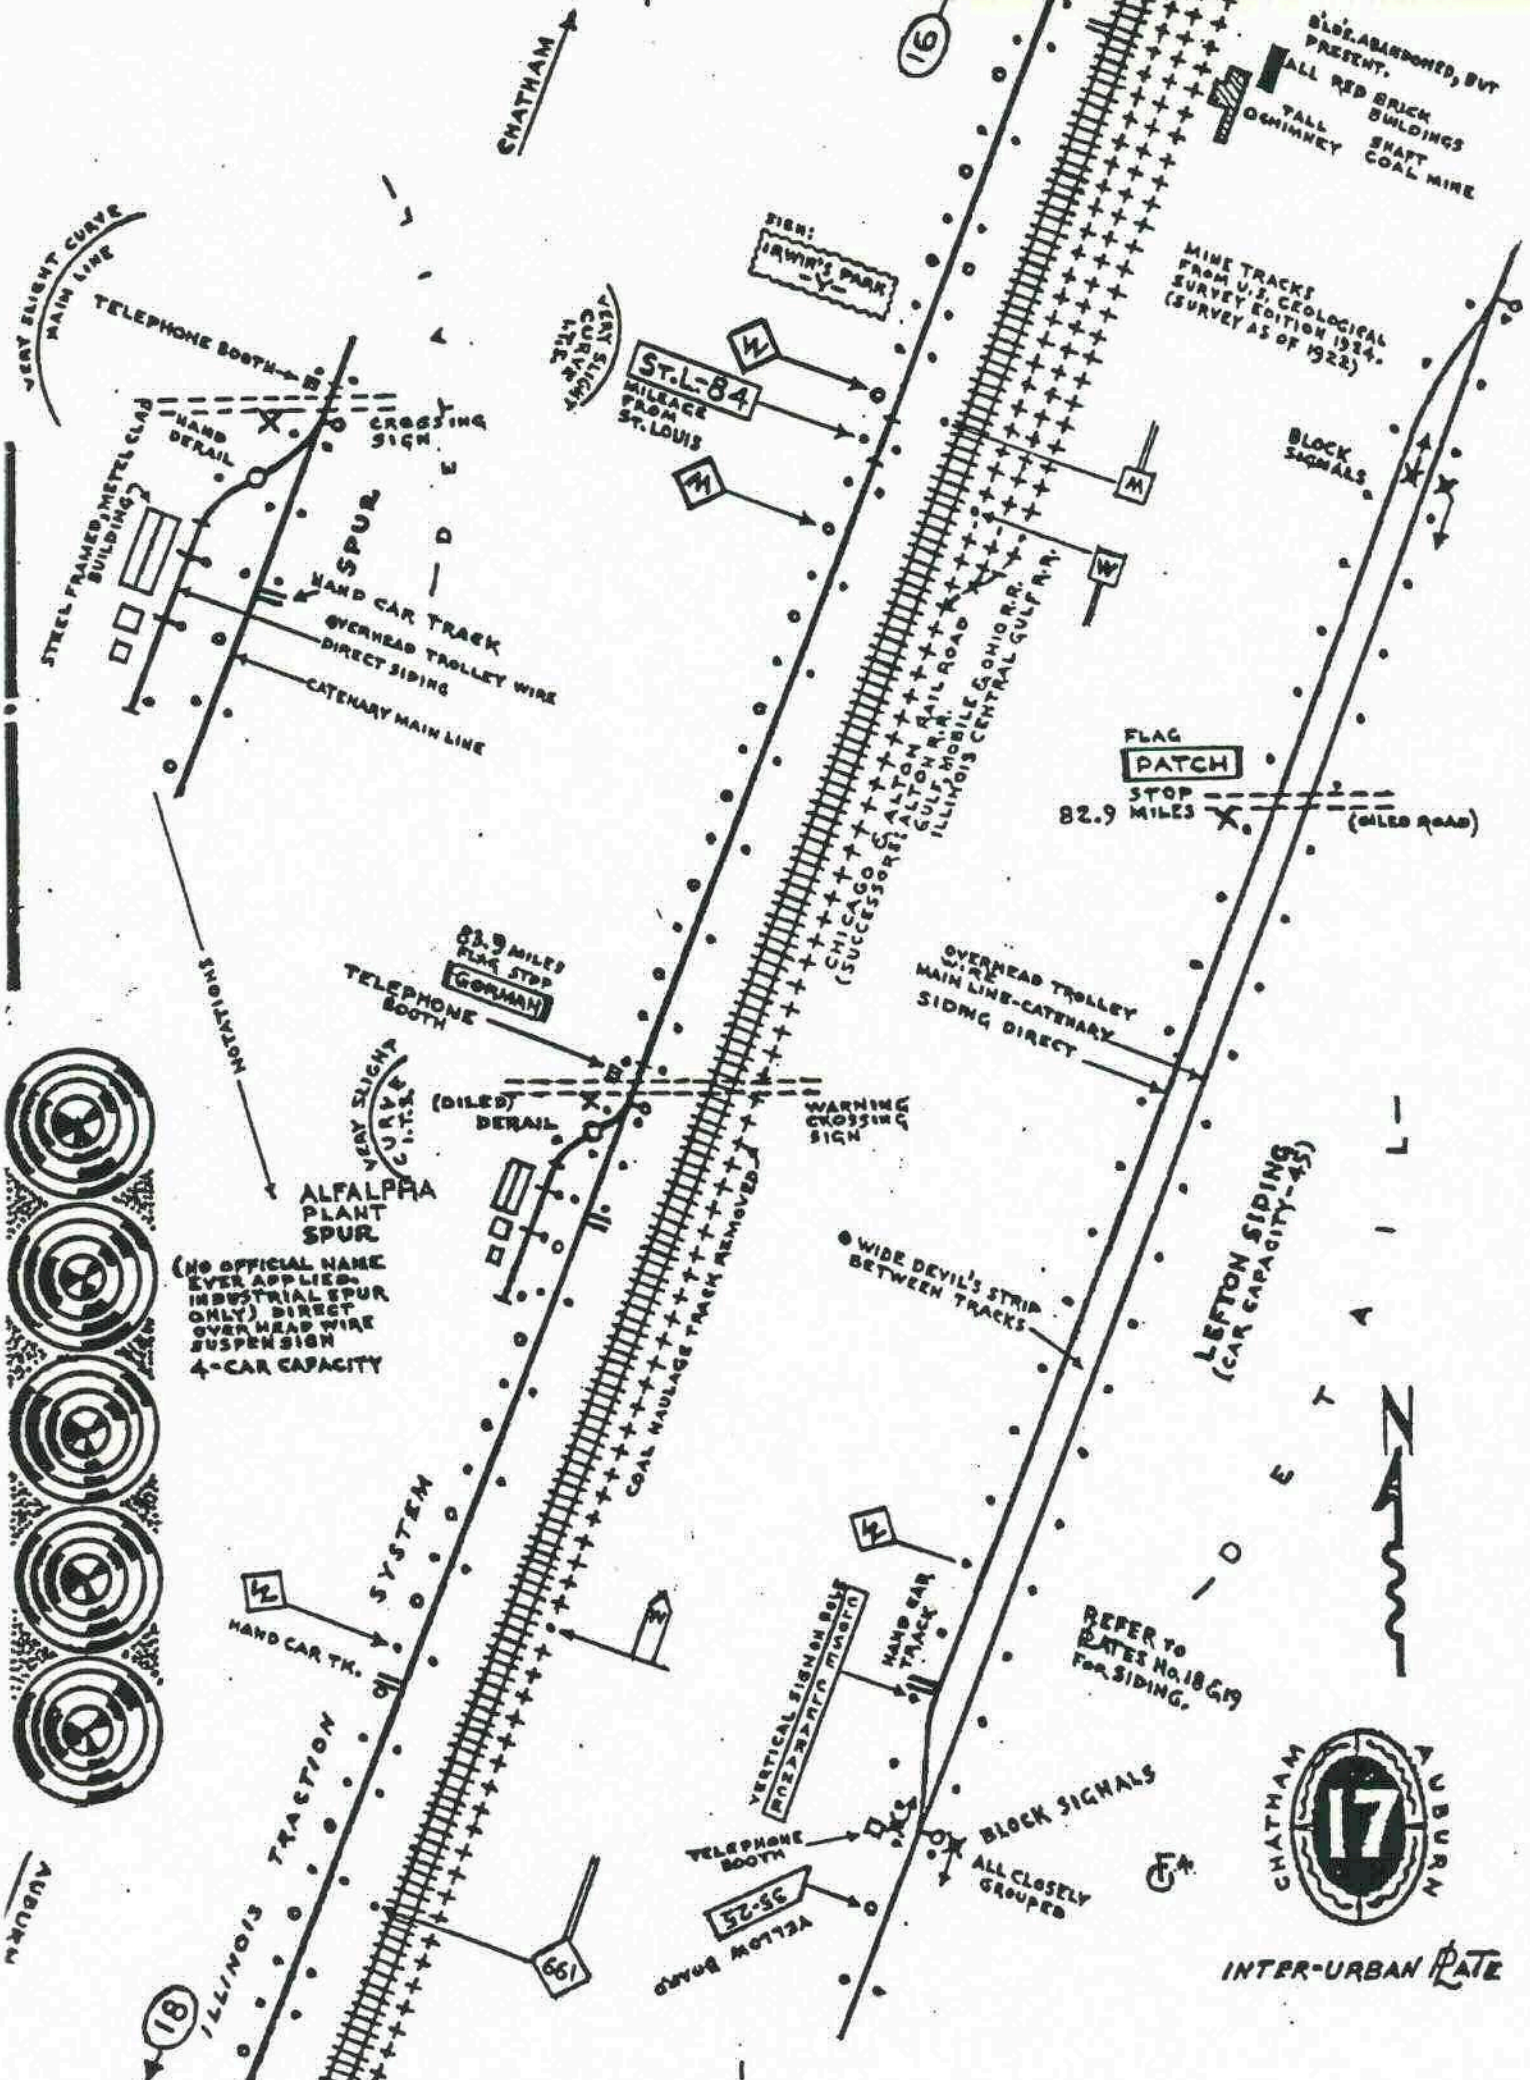 CHATHAM
16
BLDG. ABANDONED, BUT
PRESENT.
ALL RED BRICK
BUILDINGS
TALL
CHIMNEY
SHAFT
COAL MINE
VERY SLIGHT CURVE
MAIN LINE
TELEPHONE BOOTH
HAND
DERAIL
CROSSING
SIGN
STEEL FRAMED, METEL CLAD
BUILDING?
SPUR
HAND CAR TRACK
OVERHEAD TROLLEY WIRE
DIRECT SIDING
CATENARY MAIN LINE
D E T A I L
SIGN:
IRWIN'S PARK
-Y-
VERY SLIGHT
CURVE
I.T.S.
W
ST.L-84
MILEAGE
FROM
ST. LOUIS
M
MINE TRACKS
FROM U.S. GEOLOGICAL
SURVEY EDITION 1924.
(SURVEY AS OF 1922)
BLOCK
SIGNALS
W
W
CHICAGO & ALTON RAIL ROAD
(SUCCESSORS: ALTON R.R.
GULF, MOBILE & OHIO R.R.
ILLINOIS CENTRAL GULF R.R.
FLAG
PATCH
STOP
82.9 MILES
(OILED ROAD)
NOTATIONS
83.9 MILES
FLAG STOP
GORMAN
TELEPHONE
BOOTH
VERY SLIGHT
CURVE
I.T.S.
(OILED)
DERAIL
WARNING
CROSSING
SIGN
OVERHEAD TROLLEY
WIRE
MAIN LINE-CATENARY
SIDING DIRECT
ALFALPHA
PLANT
SPUR
(NO OFFICIAL NAME
EVER APPLIED.
INDUSTRIAL SPUR
ONLY) DIRECT
OVER HEAD WIRE
SUSPENSION
4-CAR CAPACITY
COAL HAULAGE TRACK REMOVED
WIDE DEVIL'S STRIP
BETWEEN TRACKS
LEFTON SIDING
(CAR CAPACITY-45)
D E T A I L
N
W
HAND CAR TK.
W
W
HAND CAR
TRACK
VERTICAL SIGN ON POLE
REFER TO
PLATES No. 18 & 19
FOR SIDING.
ILLINOIS TRACTION SYSTEM
TELEPHONE
BOOTH
BLOCK SIGNALS
ALL CLOSELY
GROUPED
35-25
YELLOW BOARD
199
AUBURN
18
CHATHAM
17
AUBURN
INTER-URBAN PLATE